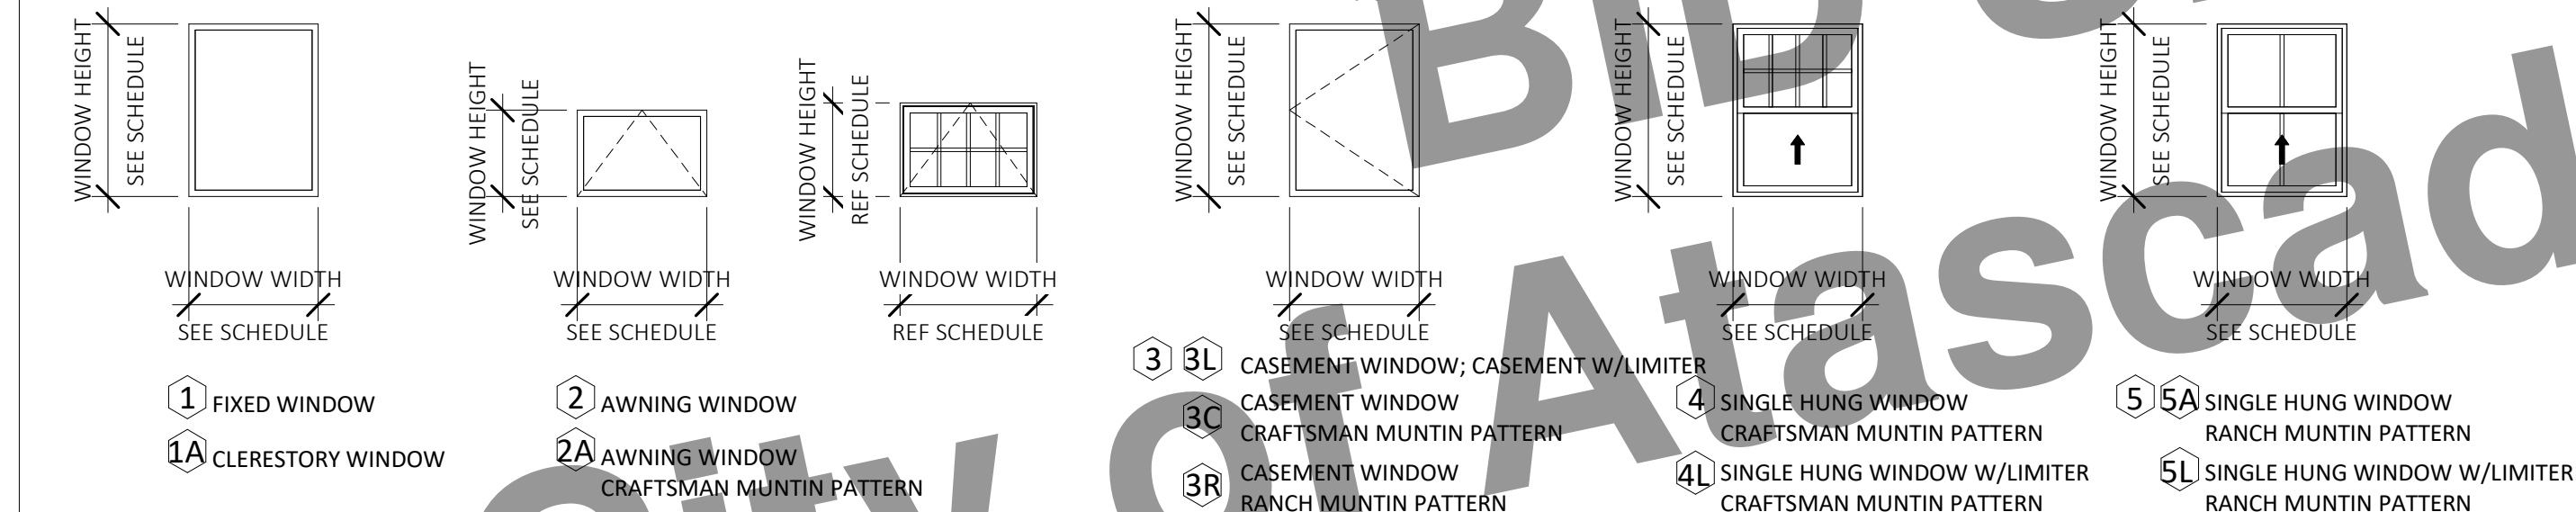 WINDOW HEIGHT
SEE SCHEDULE
WINDOW WIDTH
SEE SCHEDULE
1 FIXED WINDOW
1A CLERESTORY WINDOW
WINDOW HEIGHT
SEE SCHEDULE
WINDOW WIDTH
SEE SCHEDULE
2 AWNING WINDOW
2A AWNING WINDOW
CRAFTSMAN MUNTIN PATTERN
WINDOW HEIGHT
REF SCHEDULE
WINDOW WIDTH
REF SCHEDULE
WINDOW HEIGHT
SEE SCHEDULE
WINDOW WIDTH
SEE SCHEDULE
3 3L CASEMENT WINDOW; CASEMENT W/LIMITER
3C CASEMENT WINDOW
CRAFTSMAN MUNTIN PATTERN
3R CASEMENT WINDOW
RANCH MUNTIN PATTERN
WINDOW HEIGHT
SEE SCHEDULE
WINDOW WIDTH
SEE SCHEDULE
4 SINGLE HUNG WINDOW
CRAFTSMAN MUNTIN PATTERN
4L SINGLE HUNG WINDOW W/LIMITER
CRAFTSMAN MUNTIN PATTERN
WINDOW HEIGHT
SEE SCHEDULE
WINDOW WIDTH
SEE SCHEDULE
5 5A SINGLE HUNG WINDOW
RANCH MUNTIN PATTERN
5L SINGLE HUNG WINDOW W/LIMITER
RANCH MUNTIN PATTERN
BID
City of Atascad